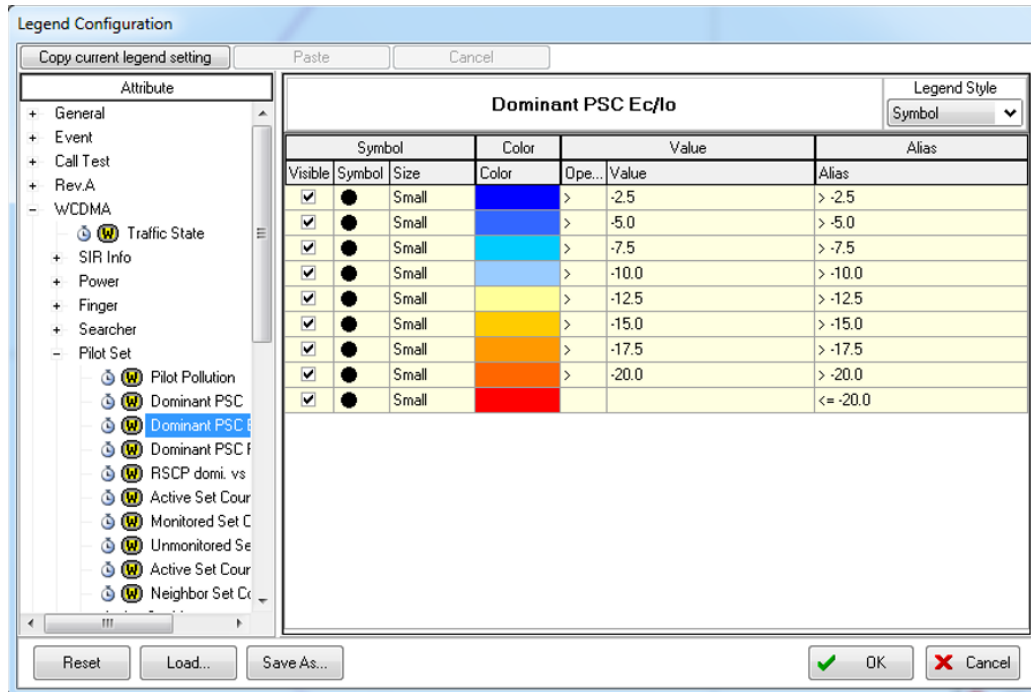 Legend Configuration
Copy current legend setting Paste Cancel
Attribute
General
Event
Call Test
Rev.A
WCDMA
Traffic State
SIR Info
Power
Finger
Searcher
Pilot Set
Pilot Pollution
Dominant PSC
Dominant PSC
Dominant PSC
RSCP domi. vs
Active Set Cour
Monitored Set C
Unmonitored Se
Active Set Cour
Neighbor Set
Dominant PSC Ec/Io
Legend Style
Symbol
Symbol Color Value Alias
Visible Symbol Size Color Ope... Value Alias
Small > -2.5 > -2.5
Small > -5.0 > -5.0
Small > -7.5 > -7.5
Small > -10.0 > -10.0
Small > -12.5 > -12.5
Small > -15.0 > -15.0
Small > -17.5 > -17.5
Small > -20.0 > -20.0
Small <= -20.0
Reset Load... Save As... OK Cancel